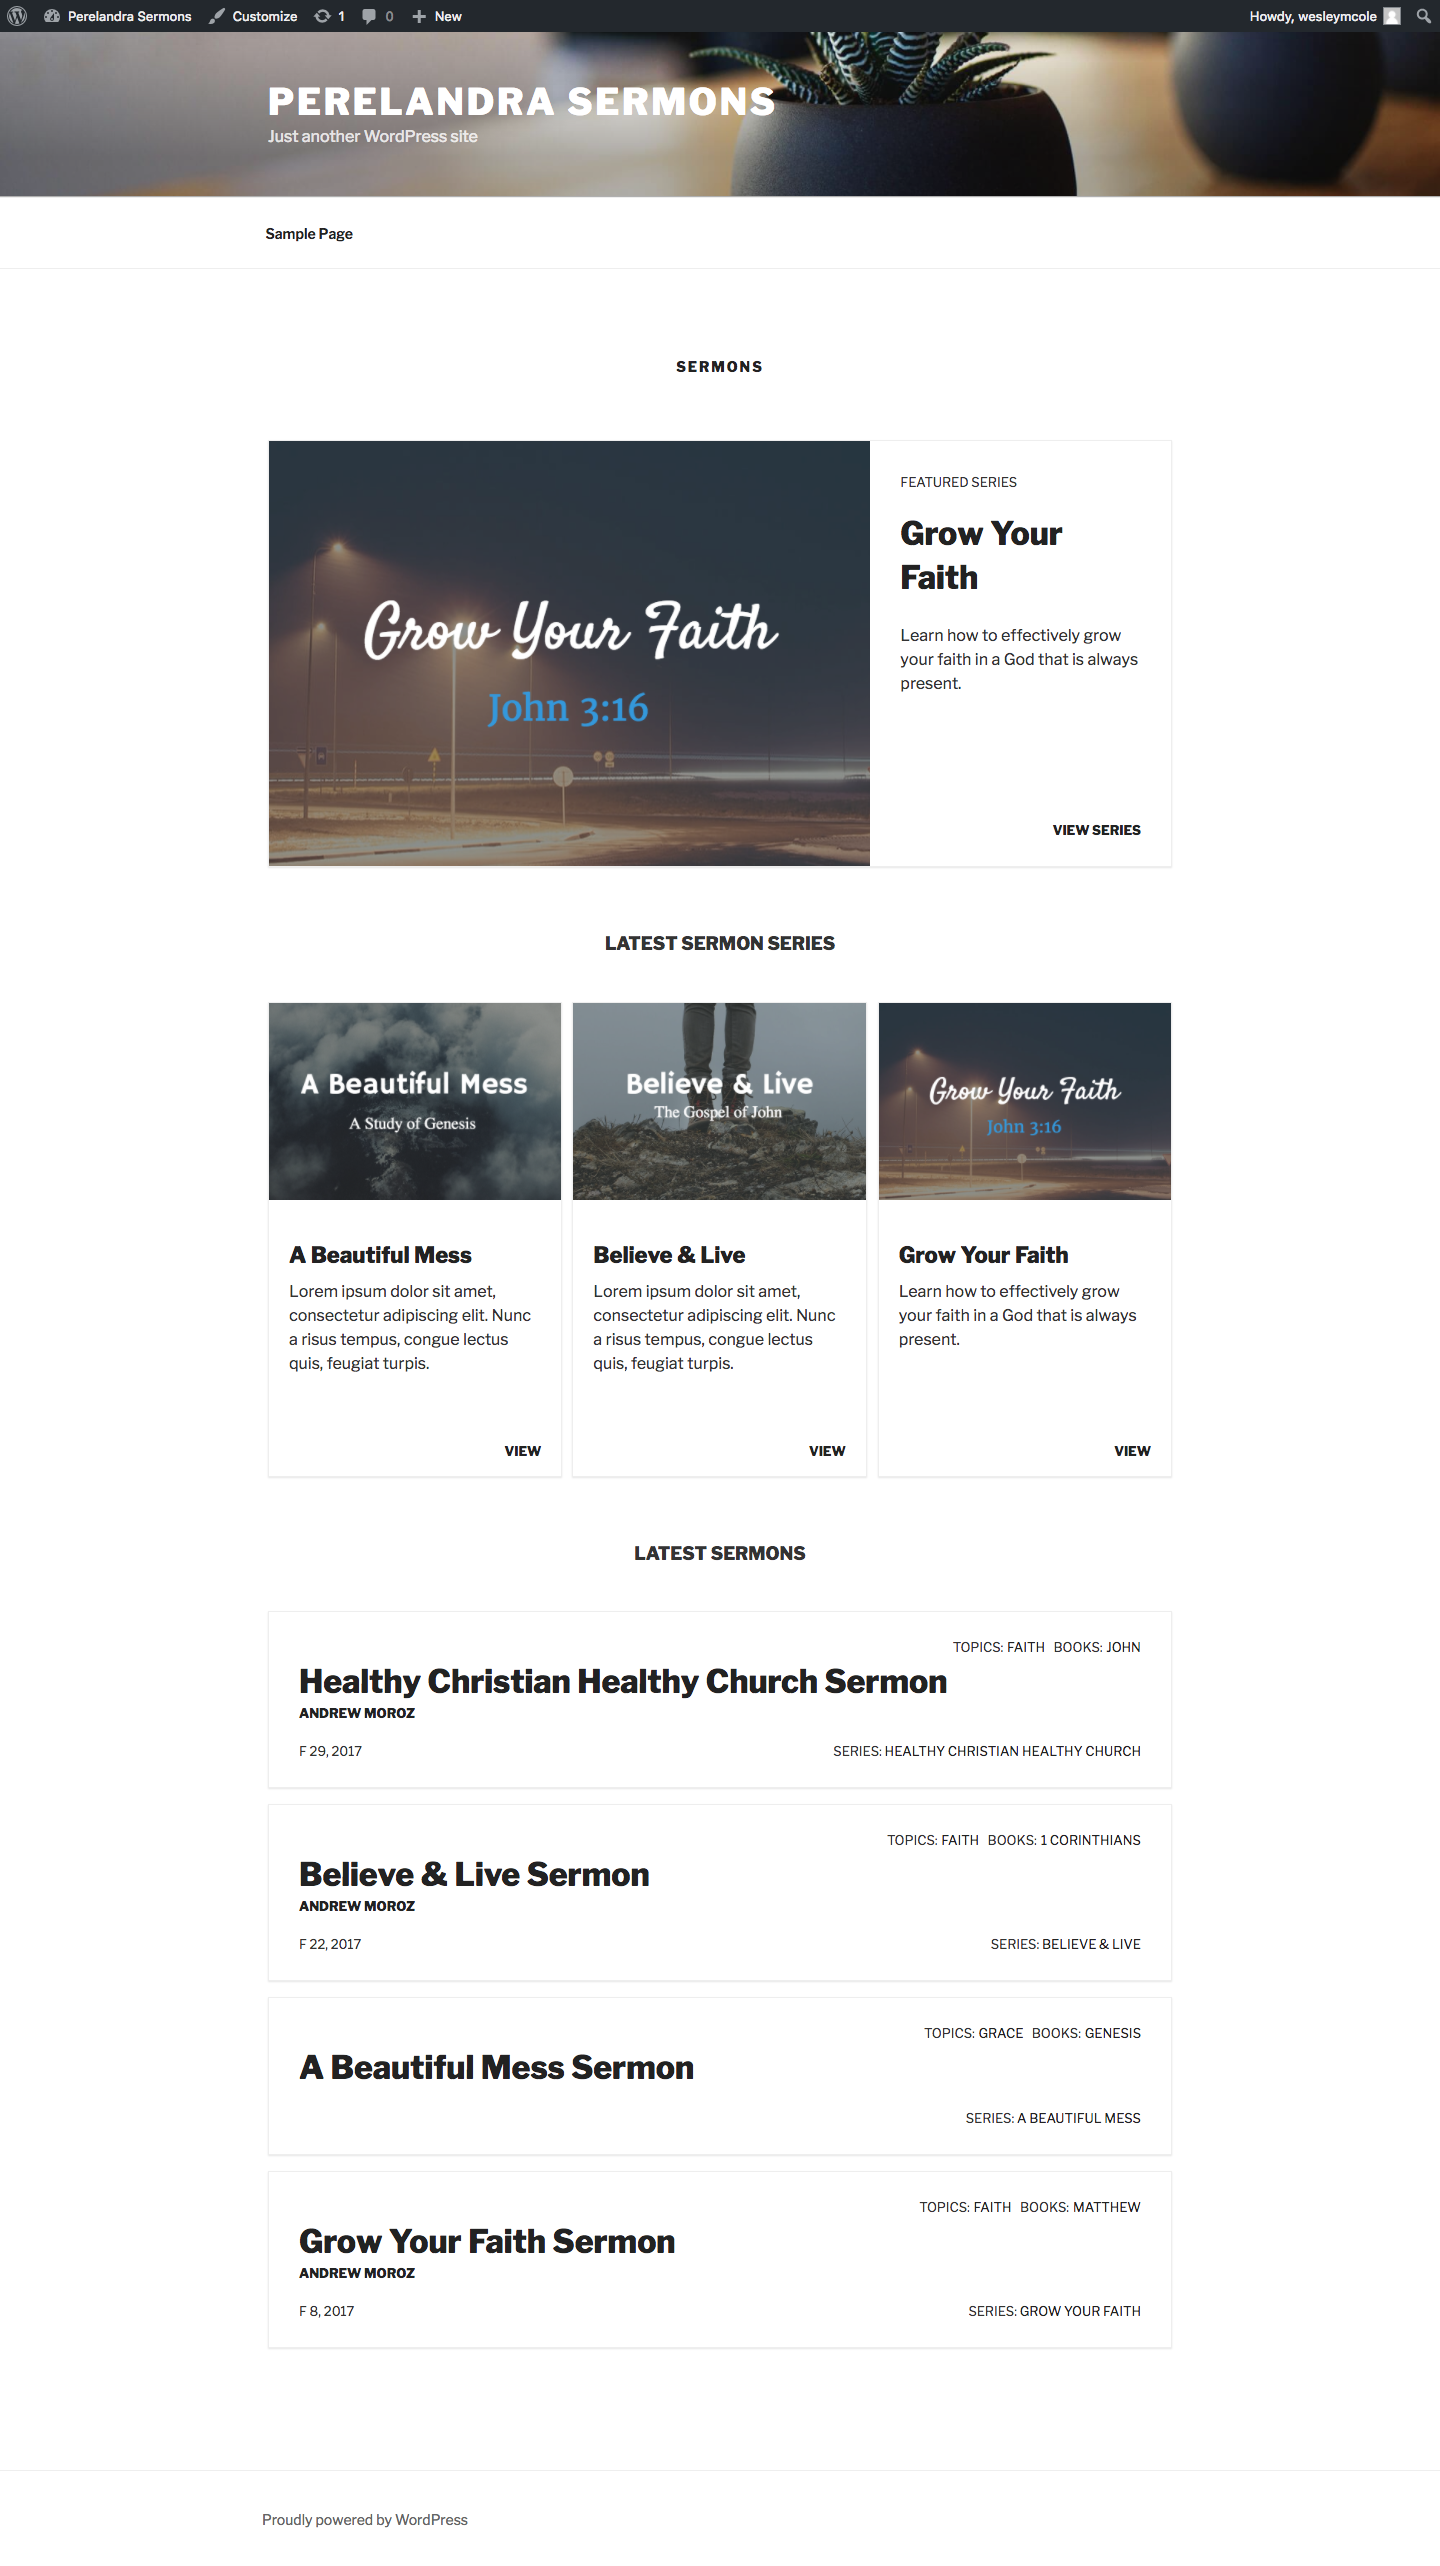 Perelandra Sermons Customize 1 0 New Howdy, wesleymcole
PERELANDRA SERMONS
Just another WordPress site
Sample Page
SERMONS
Grow Your Faith
John 3:16
FEATURED SERIES
Grow Your
Faith
Learn how to effectively grow
your faith in a God that is always
present.
VIEW SERIES
LATEST SERMON SERIES
A Beautiful Mess
A Study of Genesis
A Beautiful Mess
Lorem ipsum dolor sit amet,
consectetur adipiscing elit. Nunc
a risus tempus, congue lectus
quis, feugiat turpis.
VIEW
Believe & Live
The Gospel of John
Believe & Live
Lorem ipsum dolor sit amet,
consectetur adipiscing elit. Nunc
a risus tempus, congue lectus
quis, feugiat turpis.
VIEW
Grow Your Faith
John 3:16
Grow Your Faith
Learn how to effectively grow
your faith in a God that is always
present.
VIEW
LATEST SERMONS
TOPICS: FAITH BOOKS: JOHN
Healthy Christian Healthy Church Sermon
ANDREW MOROZ
F 29, 2017 SERIES: HEALTHY CHRISTIAN HEALTHY CHURCH
TOPICS: FAITH BOOKS: 1 CORINTHIANS
Believe & Live Sermon
ANDREW MOROZ
F 22, 2017 SERIES: BELIEVE & LIVE
TOPICS: GRACE BOOKS: GENESIS
A Beautiful Mess Sermon
SERIES: A BEAUTIFUL MESS
TOPICS: FAITH BOOKS: MATTHEW
Grow Your Faith Sermon
ANDREW MOROZ
F 8, 2017 SERIES: GROW YOUR FAITH
Proudly powered by WordPress